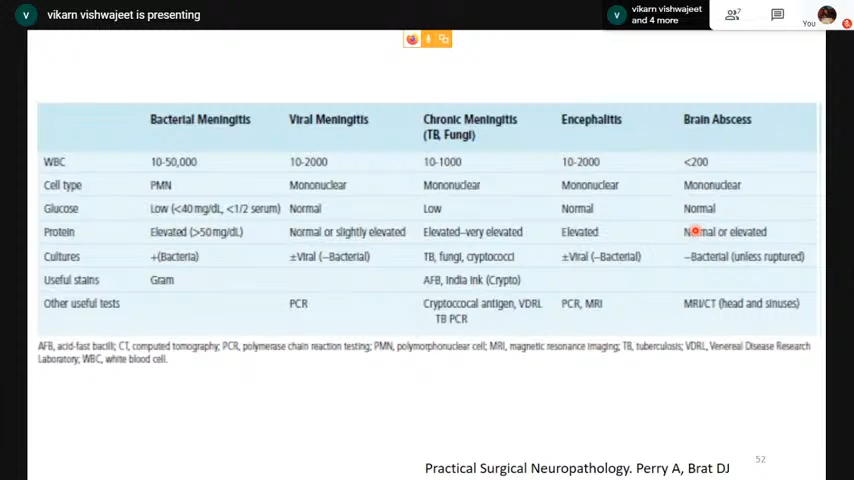 vikarn vishwajeet is presenting
vikarn vishwajeet
and 4 more
7
You
Bacterial Meningitis Viral Meningitis Chronic Meningitis Encephalitis Brain Abscess
(TB, Fungi)
WBC 10-50,000 10-2000 10-1000 10-2000 <200
Cell type PMN Mononuclear Mononuclear Mononuclear Mononuclear
Glucose Low (<40 mg/dL, <1/2 serum) Normal Low Normal Normal
Protein Elevated (>50 mg/dL) Normal or slightly elevated Elevated–very elevated Elevated Normal or elevated
Cultures +(Bacteria) ±Viral (−Bacterial) TB, fungi, cryptococci ±Viral (−Bacterial) −Bacterial (unless ruptured)
Useful stains Gram AFB, India Ink (Crypto)
Other useful tests PCR Cryptoccocal antigen, VDRL PCR, MRI MRI/CT (head and sinuses)
TB PCR
AFB, acid-fast bacilli; CT, computed tomography; PCR, polymerase chain reaction testing; PMN, polymorphonuclear cell; MRI, magnetic resonance imaging; TB, tuberculosis; VDRL, Venereal Disease Research
Laboratory; WBC, white blood cell.
52
Practical Surgical Neuropathology. Perry A, Brat DJ